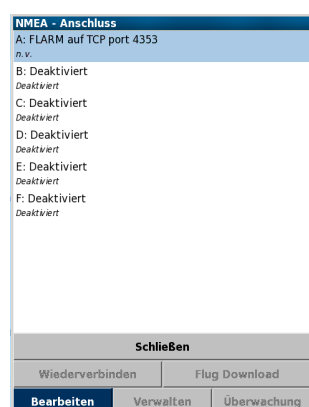 NMEA - Anschluss
A: FLARM auf TCP port 4353
n.v.
B: Deaktiviert
Deaktiviert
C: Deaktiviert
Deaktiviert
D: Deaktiviert
Deaktiviert
E: Deaktiviert
Deaktiviert
F: Deaktiviert
Deaktiviert
Schließen
Wiederverbinden Flug Download
Bearbeiten Verwalten Überwachung